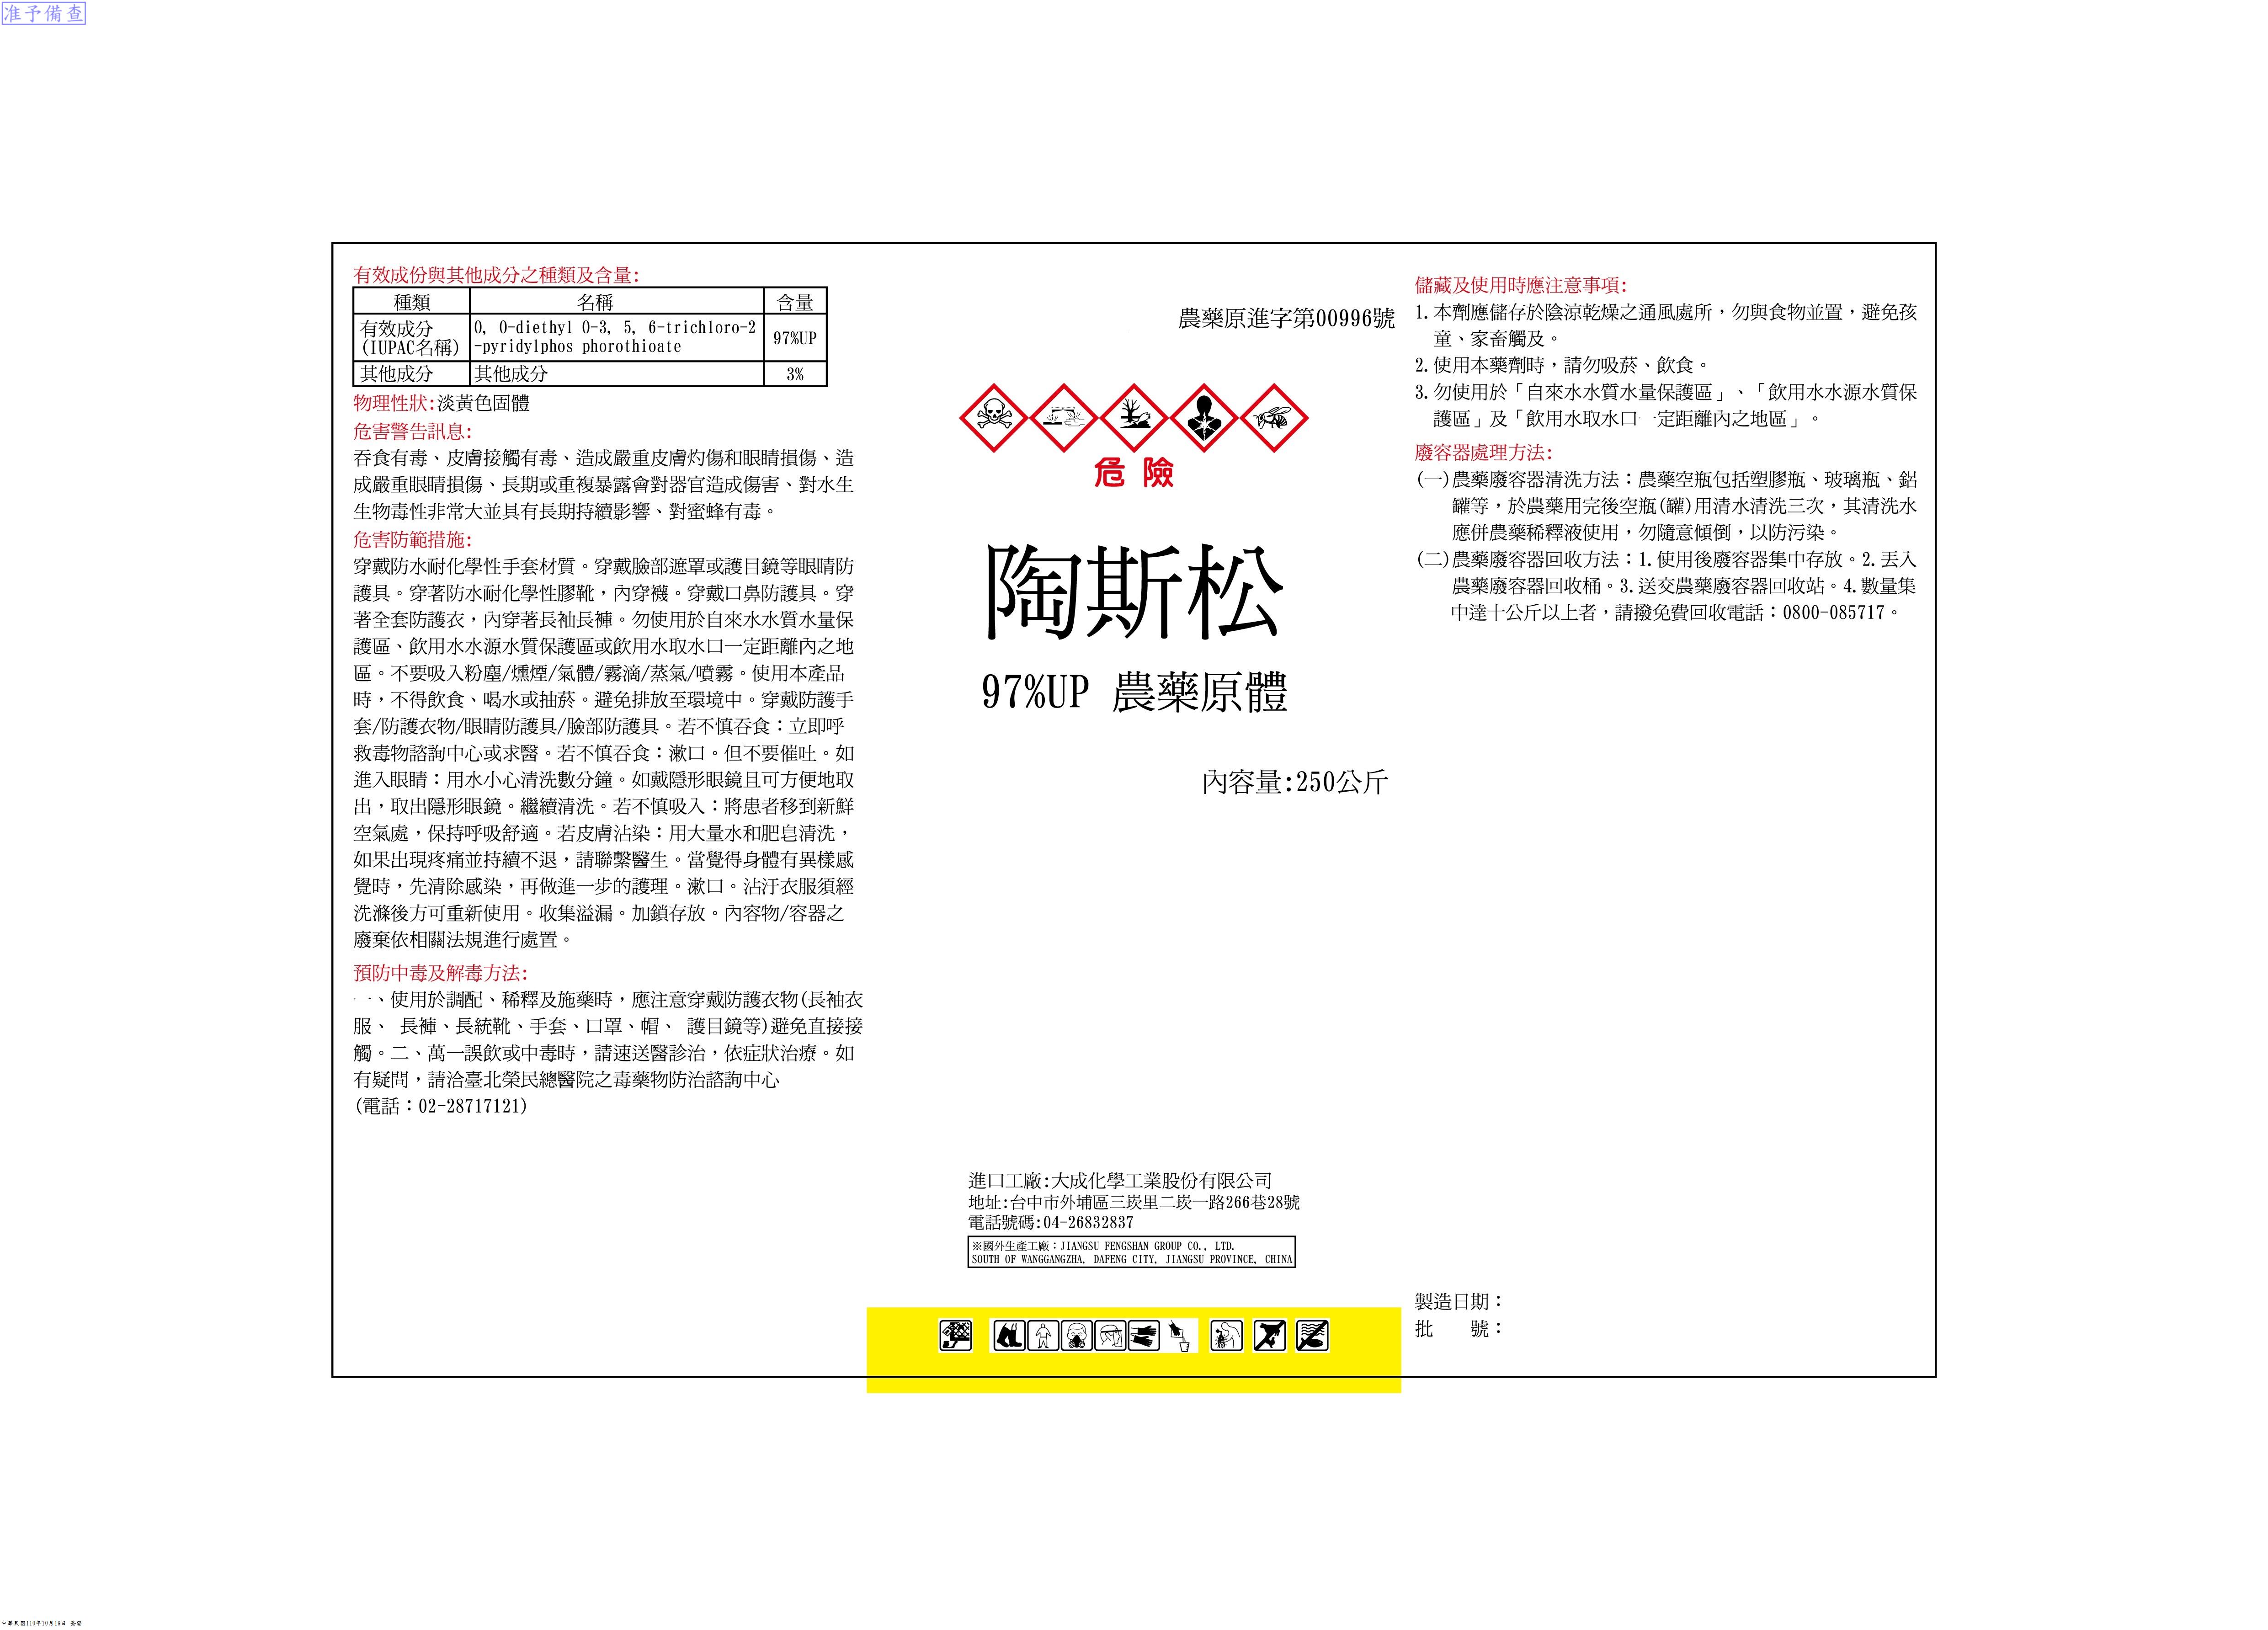 准予備查
有效成份與其他成分之種類及含量:
種類 名稱 含量
有效成分
(IUPAC名稱)
O, O-diethyl O-3, 5, 6-trichloro-2
-pyridylphos phorothioate
97%UP
其他成分 其他成分 3%
物理性狀:淡黃色固體
危害警告訊息:
吞食有毒、皮膚接觸有毒、造成嚴重皮膚灼傷和眼睛損傷、造
成嚴重眼睛損傷、長期或重複暴露會對器官造成傷害、對水生
生物毒性非常大並具有長期持續影響、對蜜蜂有毒。
危害防範措施:
穿戴防水耐化學性手套材質。穿戴臉部遮罩或護目鏡等眼睛防
護具。穿著防水耐化學性膠靴，內穿襪。穿戴口鼻防護具。穿
著全套防護衣，內穿著長袖長褲。勿使用於自來水水質水量保
護區、飲用水水源水質保護區或飲用水取水口一定距離內之地
區。不要吸入粉塵/燻煙/氣體/霧滴/蒸氣/噴霧。使用本產品
時，不得飲食、喝水或抽菸。避免排放至環境中。穿戴防護手
套/防護衣物/眼睛防護具/臉部防護具。若不慎吞食：立即呼
救毒物諮詢中心或求醫。若不慎吞食：漱口。但不要催吐。如
進入眼睛：用水小心清洗數分鐘。如戴隱形眼鏡且可方便地取
出，取出隱形眼鏡。繼續清洗。若不慎吸入：將患者移到新鮮
空氣處，保持呼吸舒適。若皮膚沾染：用大量水和肥皂清洗，
如果出現疼痛並持續不退，請聯繫醫生。當覺得身體有異樣感
覺時，先清除感染，再做進一步的護理。漱口。沾汙衣服須經
洗滌後方可重新使用。收集溢漏。加鎖存放。內容物/容器之
廢棄依相關法規進行處置。
預防中毒及解毒方法:
一、使用於調配、稀釋及施藥時，應注意穿戴防護衣物(長袖衣
服、 長褲、長統靴、手套、口罩、帽、 護目鏡等)避免直接接
觸。二、萬一誤飲或中毒時，請速送醫診治，依症狀治療。如
有疑問，請洽臺北榮民總醫院之毒藥物防治諮詢中心
(電話：02-28717121)
農藥原進字第00996號
危險
陶斯松
97%UP 農藥原體
內容量:250公斤
進口工廠:大成化學工業股份有限公司
地址:台中市外埔區三崁里二崁一路266巷28號
電話號碼:04-26832837
※國外生產工廠：JIANGSU FENGSHAN GROUP CO., LTD.
SOUTH OF WANGGANGZHA, DAFENG CITY, JIANGSU PROVINCE, CHINA
儲藏及使用時應注意事項:
1.本劑應儲存於陰涼乾燥之通風處所，勿與食物並置，避免孩
童、家畜觸及。
2.使用本藥劑時，請勿吸菸、飲食。
3.勿使用於「自來水水質水量保護區」、「飲用水水源水質保
護區」及「飲用水取水口一定距離內之地區」。
廢容器處理方法:
(一)農藥廢容器清洗方法：農藥空瓶包括塑膠瓶、玻璃瓶、鋁
罐等，於農藥用完後空瓶(罐)用清水清洗三次，其清洗水
應併農藥稀釋液使用，勿隨意傾倒，以防污染。
(二)農藥廢容器回收方法：1.使用後廢容器集中存放。2.丟入
農藥廢容器回收桶。3.送交農藥廢容器回收站。4.數量集
中達十公斤以上者，請撥免費回收電話：0800-085717。
製造日期：
批 號：
中華民國110年10月19日